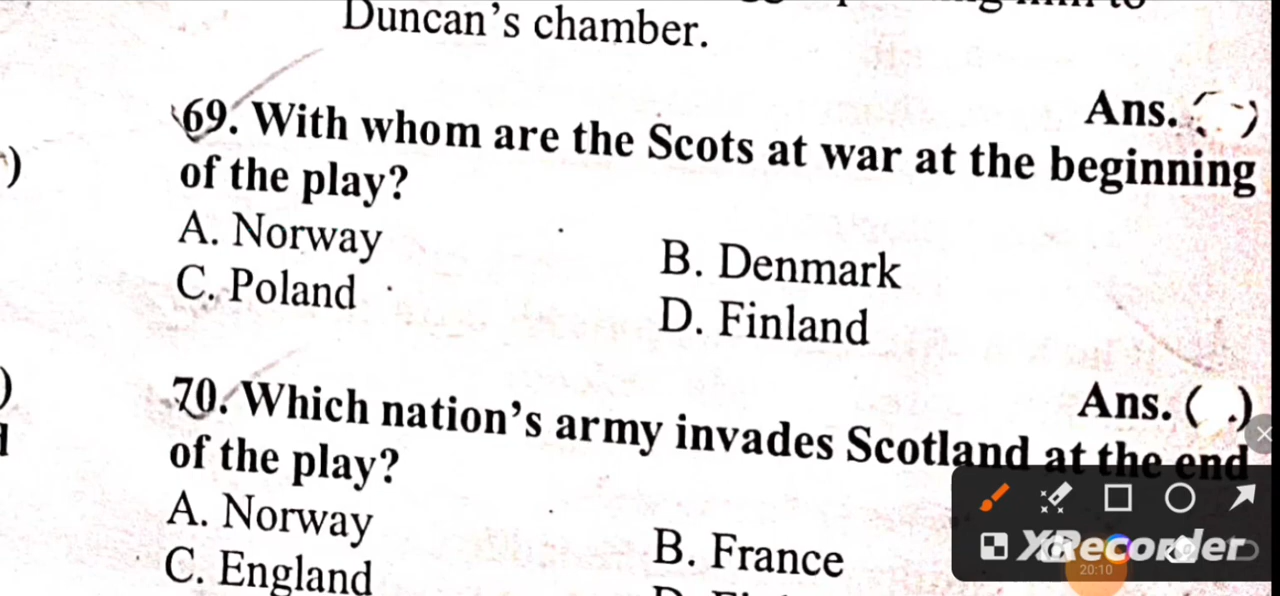 Duncan's chamber.
Ans. ( )
69. With whom are the Scots at war at the beginning
of the play?
A. Norway
B. Denmark
C. Poland
D. Finland
Ans. ( )
70. Which nation's army invades Scotland at the end
of the play?
A. Norway
B. France
C. England
XRecorder
20:10